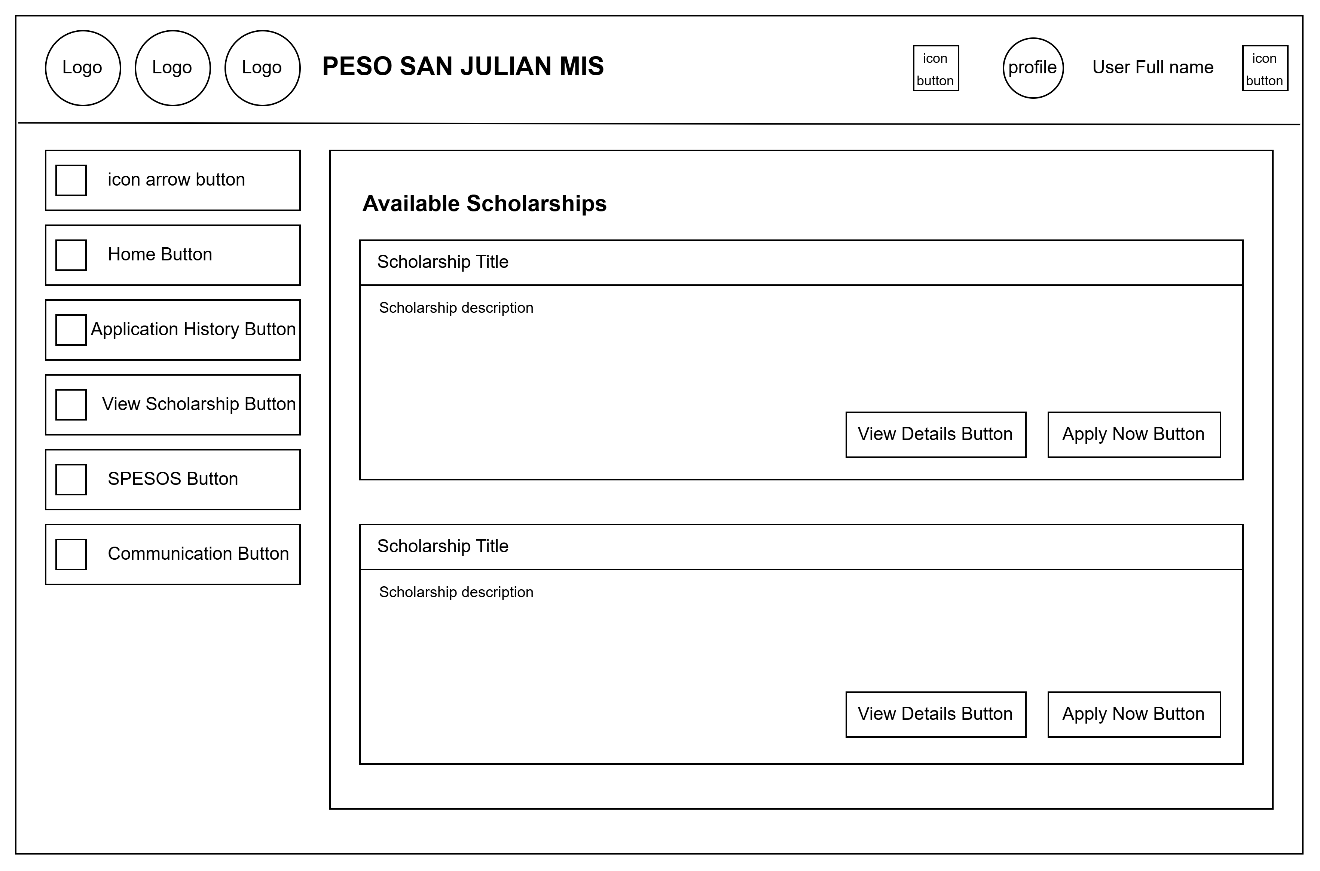 Logo
Logo
Logo
PESO SAN JULIAN MIS
icon
button
profile
User Full name
icon
button
icon arrow button
Home Button
Application History Button
View Scholarship Button
SPESOS Button
Communication Button
Available Scholarships
Scholarship Title
Scholarship description
View Details Button
Apply Now Button
Scholarship Title
Scholarship description
View Details Button
Apply Now Button